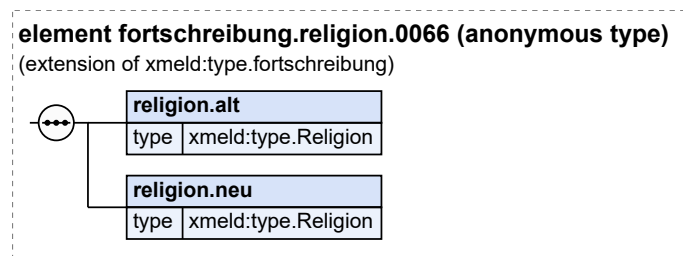 element fortschreibung.religion.0066 (anonymous type)
(extension of xmeld:type.fortschreibung)
religion.alt
type xmeld:type.Religion
religion.neu
type xmeld:type.Religion